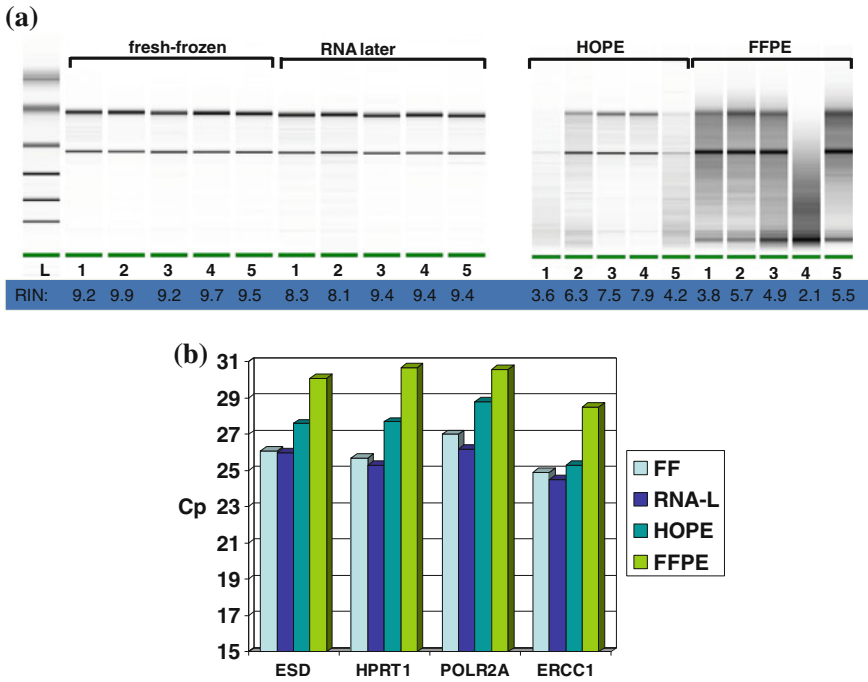 (a)
fresh-frozen RNA later HOPE FFPE
L 1 2 3 4 5 1 2 3 4 5 1 2 3 4 5 1 2 3 4 5
RIN: 9.2 9.9 9.2 9.7 9.5 8.3 8.1 9.4 9.4 9.4 3.6 6.3 7.5 7.9 4.2 3.8 5.7 4.9 2.1 5.5
(b)
31
29
27
25
Cp
23
21
19
17
15
ESD HPRT1 POLR2A ERCC1
FF
RNA-L
HOPE
FFPE